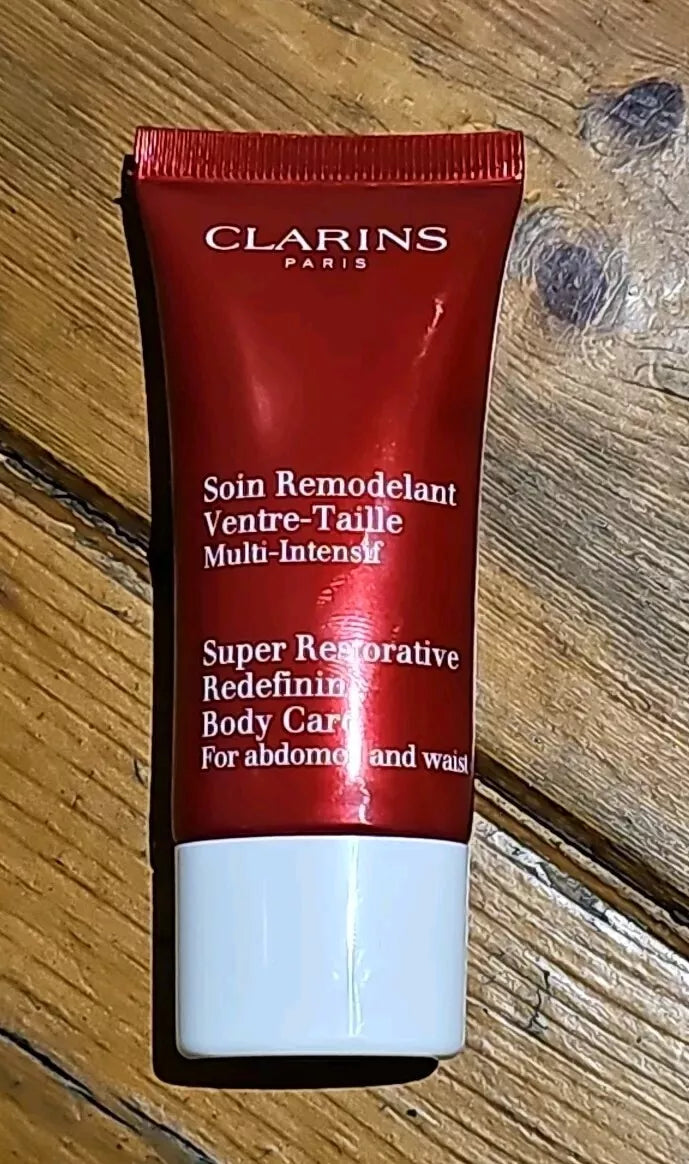 CLARINS
PARIS
Soin Remodelant
Ventre-Taille
Multi-Intensif
Super Restorative
Redefining
Body Care
For abdomen and waist